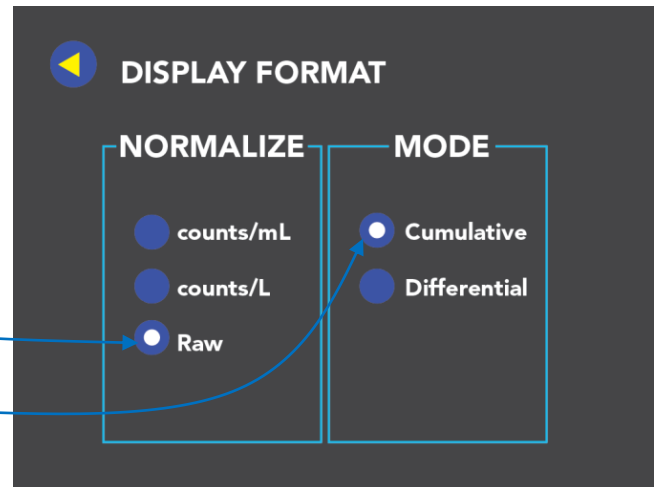 DISPLAY FORMAT
NORMALIZE
counts/mL
counts/L
Raw
MODE
Cumulative
Differential